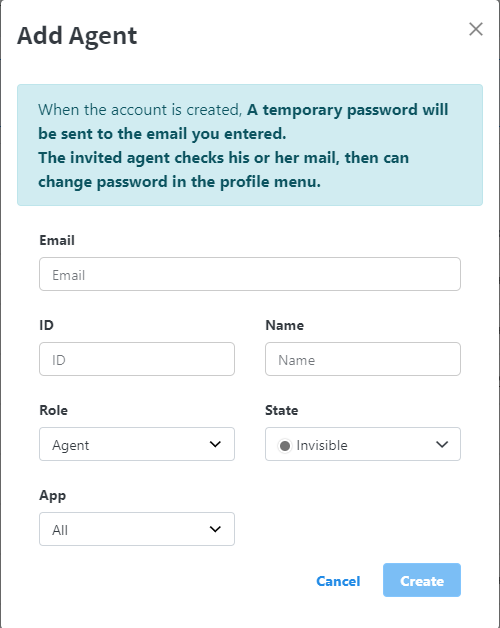 Add Agent
When the account is created, A temporary password will
be sent to the email you entered.
The invited agent checks his or her mail, then can
change password in the profile menu.
Email
Email
ID
Name
ID
Name
Role
State
Agent
Invisible
App
All
Cancel
Create